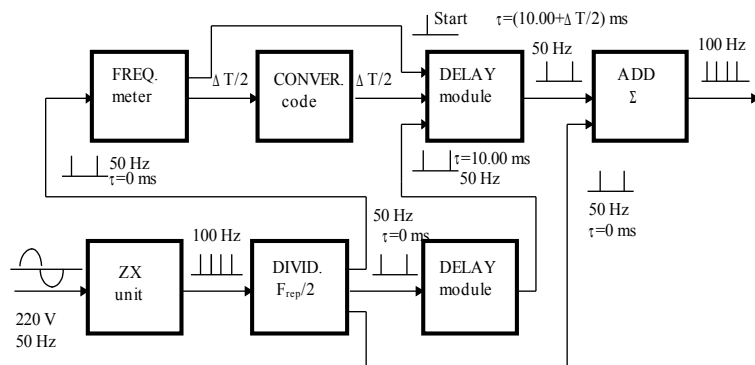 Start
τ=(10.00+Δ T/2) ms
50 Hz
100 Hz
FREQ.
meter
Δ T/2
CONVER.
code
Δ T/2
DELAY
module
ADD
Σ
50 Hz
τ=0 ms
τ=10.00 ms
50 Hz
50 Hz
τ=0 ms
ZX
unit
100 Hz
DIVID.
Frep/2
50 Hz
τ=0 ms
DELAY
module
220 V
50 Hz